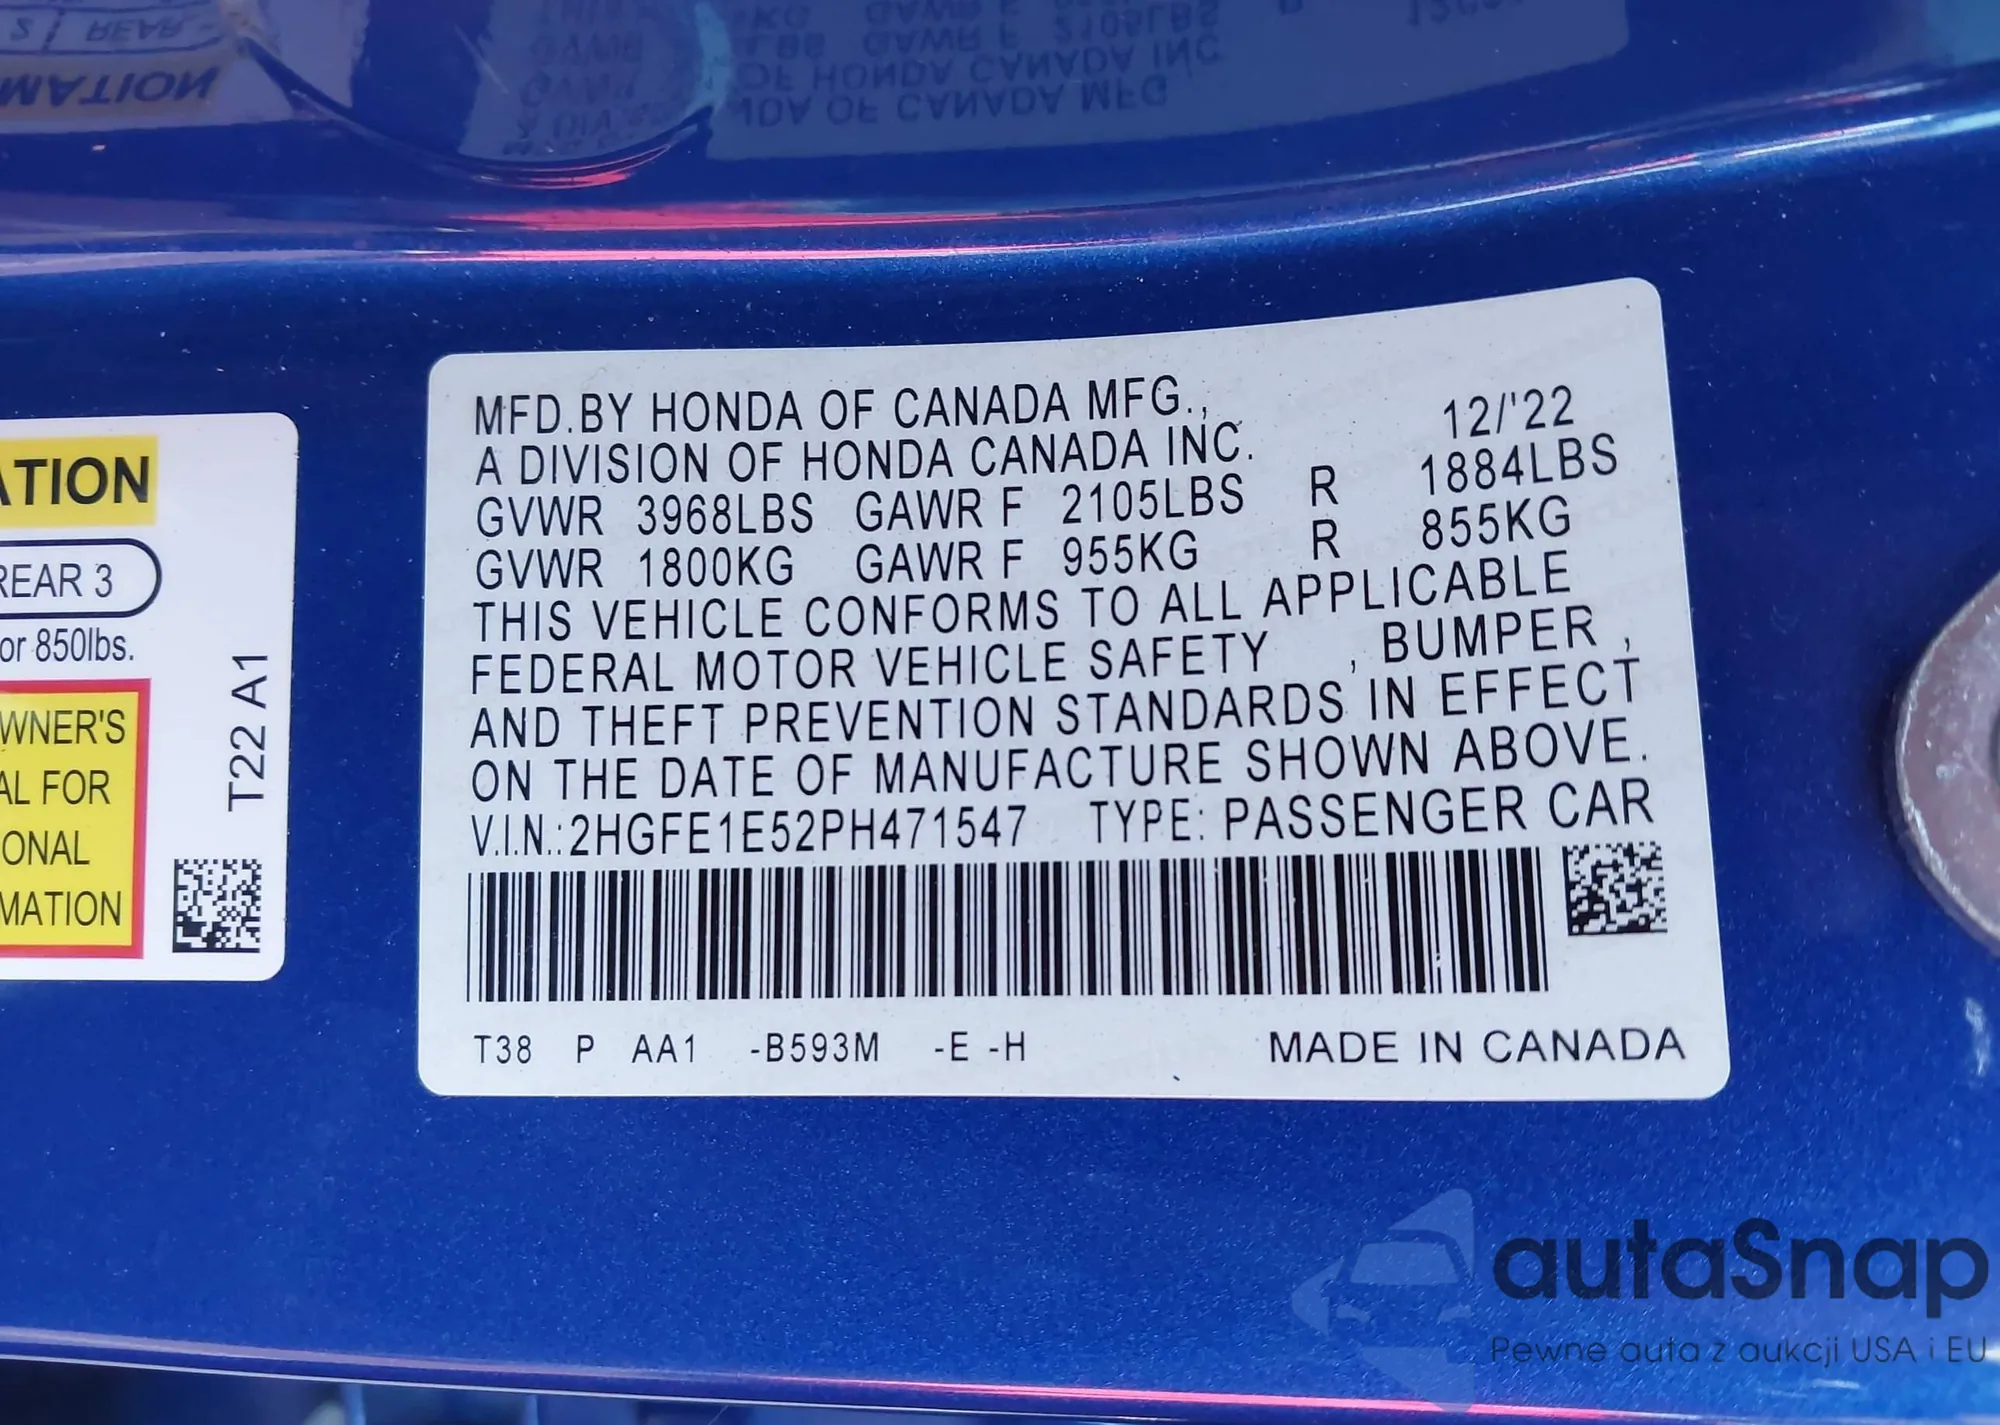 ATION
REAR 3
or 850lbs.
WNER'S
AL FOR
ONAL
MATION
T22 A1
MFD.BY HONDA OF CANADA MFG., 12/'22
A DIVISION OF HONDA CANADA INC.
GVWR 3968LBS GAWR F 2105LBS R 1884LBS
GVWR 1800KG GAWR F 955KG R 855KG
THIS VEHICLE CONFORMS TO ALL APPLICABLE
FEDERAL MOTOR VEHICLE SAFETY , BUMPER ,
AND THEFT PREVENTION STANDARDS IN EFFECT
ON THE DATE OF MANUFACTURE SHOWN ABOVE.
V.I.N.:2HGFE1E52PH471547 TYPE: PASSENGER CAR
T38 P AA1 -B593M -E -H MADE IN CANADA
autaSnap
Pewne auta z aukcji USA i EU